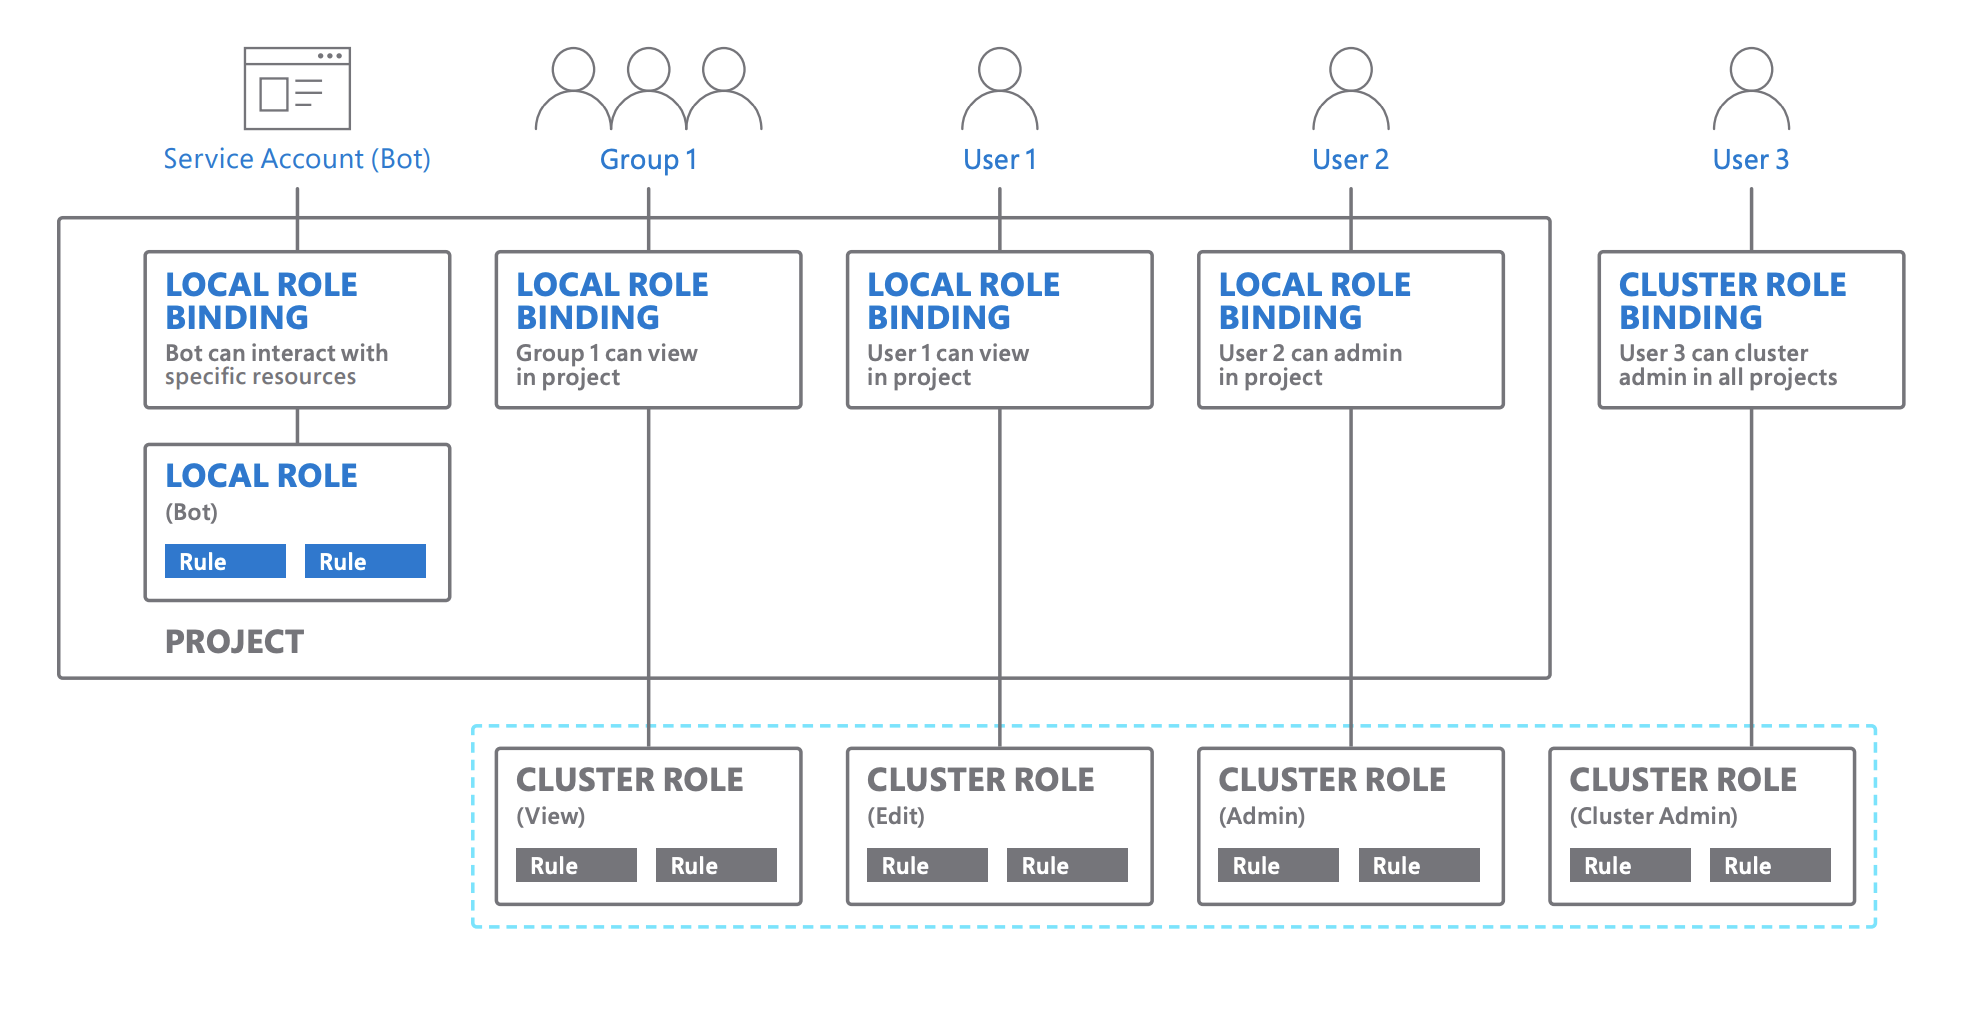 Service Account (Bot)
Group 1
User 1
User 2
User 3
LOCAL ROLE
BINDING
Bot can interact with
specific resources
LOCAL ROLE
BINDING
Group 1 can view
in project
LOCAL ROLE
BINDING
User 1 can view
in project
LOCAL ROLE
BINDING
User 2 can admin
in project
CLUSTER ROLE
BINDING
User 3 can cluster
admin in all projects
LOCAL ROLE
(Bot)
Rule
Rule
PROJECT
CLUSTER ROLE
(View)
Rule
Rule
CLUSTER ROLE
(Edit)
Rule
Rule
CLUSTER ROLE
(Admin)
Rule
Rule
CLUSTER ROLE
(Cluster Admin)
Rule
Rule